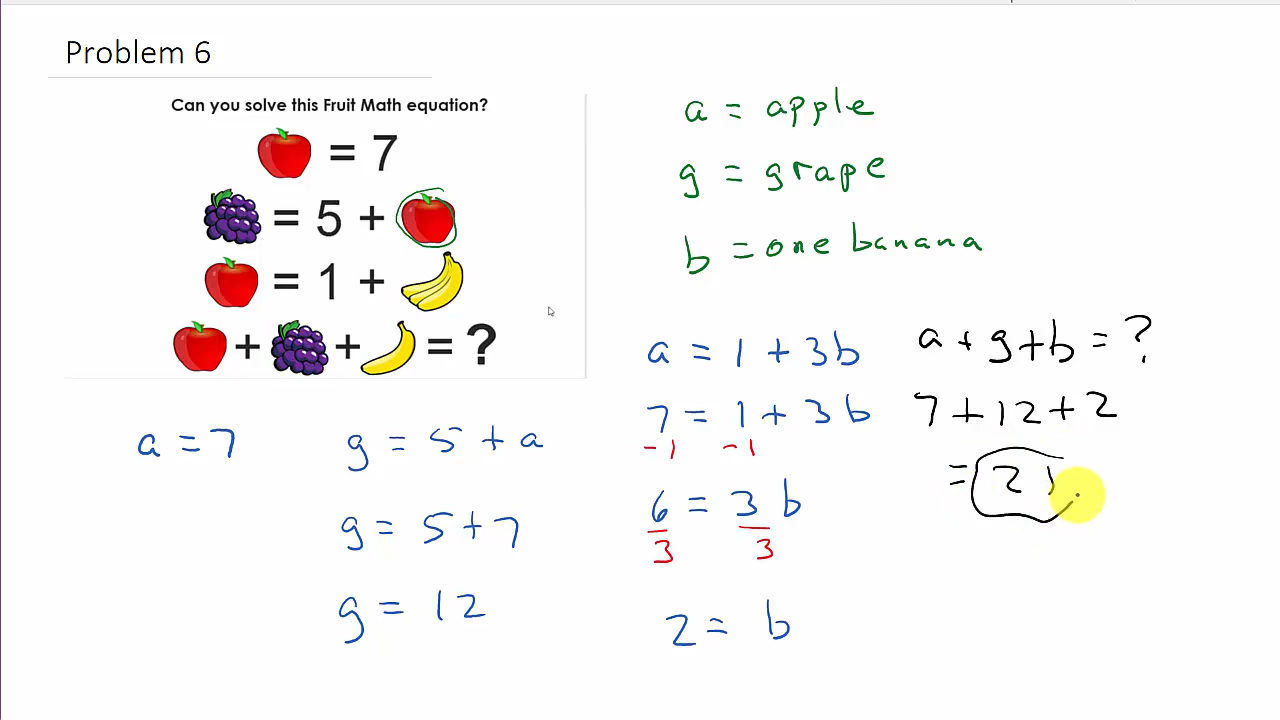 Problem 6
Can you solve this Fruit Math equation?
= 7
= 5 +
= 1 +
+ + = ?
a = apple
g = grape
b = one banana
a = 7
g = 5 + a
g = 5 + 7
g = 12
a = 1 + 3b
7 = 1 + 3b
-1 -1
6 = 3 b
3 3
2 = b
a + g + b = ?
7 + 12 + 2
= 21